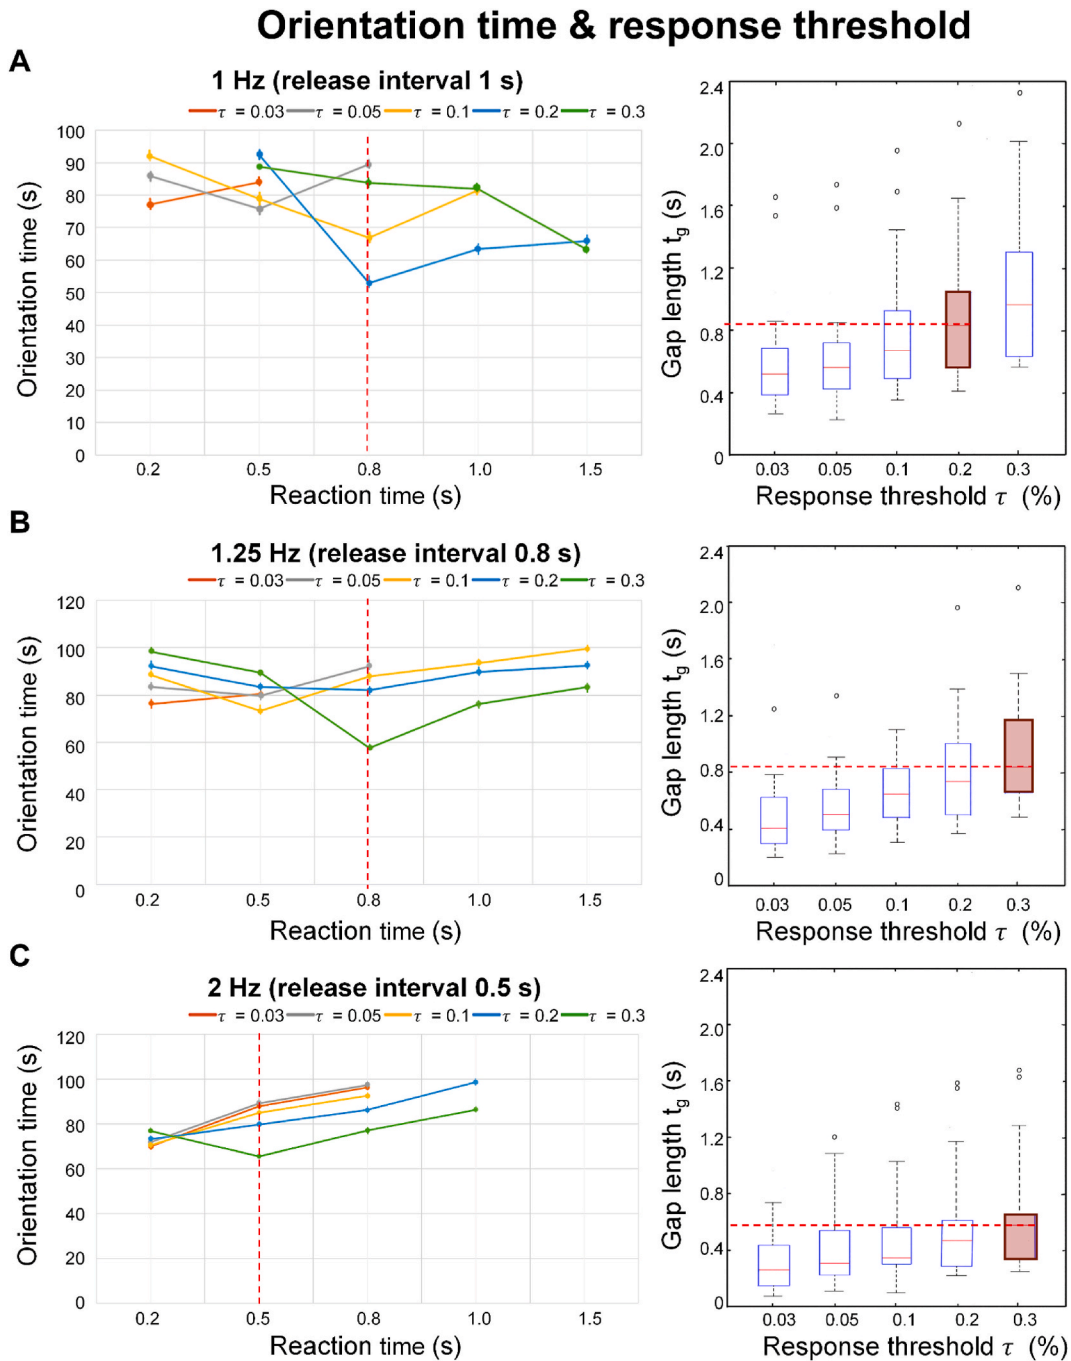 Orientation time & response threshold
A
1 Hz (release interval 1 s)
τ = 0.03 τ = 0.05 τ = 0.1 τ = 0.2 τ = 0.3
Orientation time (s)
100
90
80
70
60
50
40
30
20
10
0
0.2 0.5 0.8 1.0 1.5
Reaction time (s)
Gap length tg (s)
2.4
2.0
1.6
1.2
0.8
0.4
0
0.03 0.05 0.1 0.2 0.3
Response threshold τ (%)
B
1.25 Hz (release interval 0.8 s)
τ = 0.03 τ = 0.05 τ = 0.1 τ = 0.2 τ = 0.3
Orientation time (s)
120
100
80
60
40
20
0
0.2 0.5 0.8 1.0 1.5
Reaction time (s)
Gap length tg (s)
2.4
2.0
1.6
1.2
0.8
0.4
0
0.03 0.05 0.1 0.2 0.3
Response threshold τ (%)
C
2 Hz (release interval 0.5 s)
τ = 0.03 τ = 0.05 τ = 0.1 τ = 0.2 τ = 0.3
Orientation time (s)
120
100
80
60
40
20
0
0.2 0.5 0.8 1.0 1.5
Reaction time (s)
Gap length tg (s)
2.4
2.0
1.6
1.2
0.8
0.4
0
0.03 0.05 0.1 0.2 0.3
Response threshold τ (%)